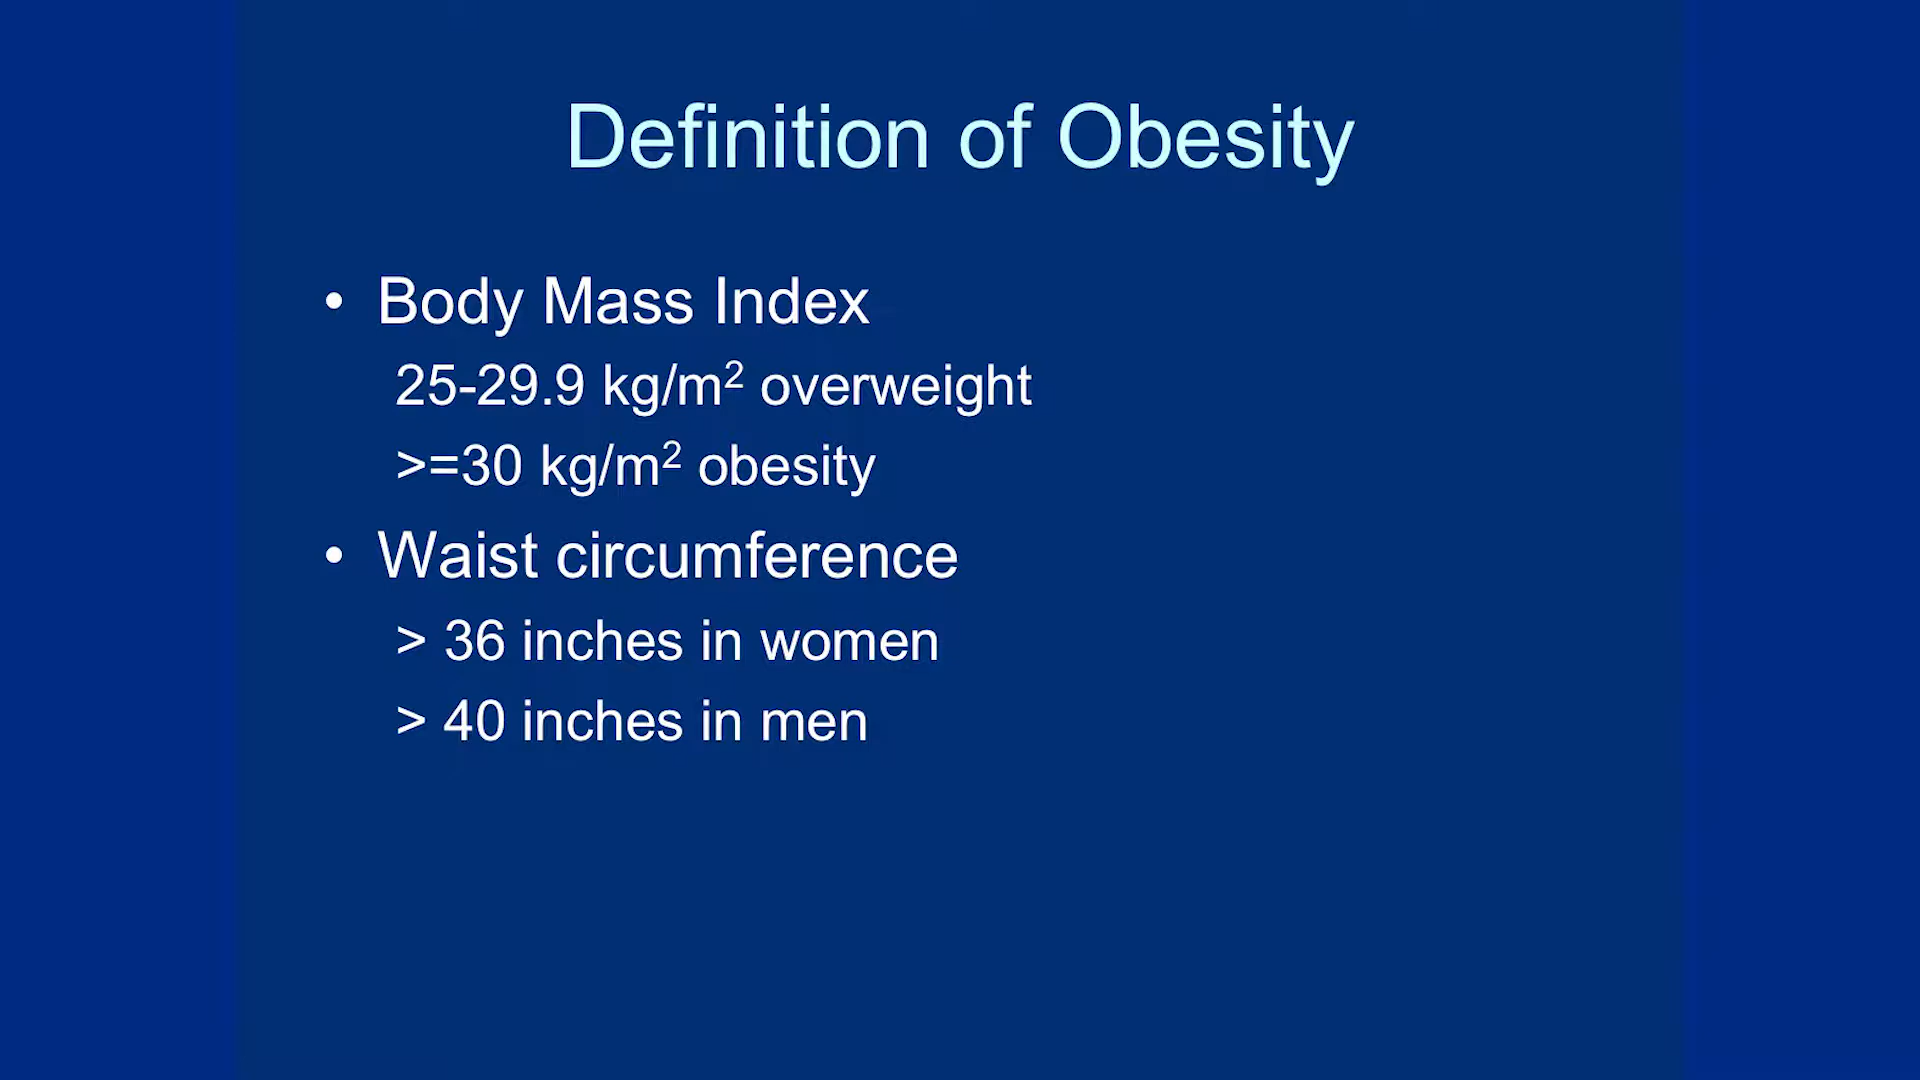 Definition of Obesity
• Body Mass Index
25-29.9 kg/m² overweight
>=30 kg/m² obesity
• Waist circumference
> 36 inches in women
> 40 inches in men